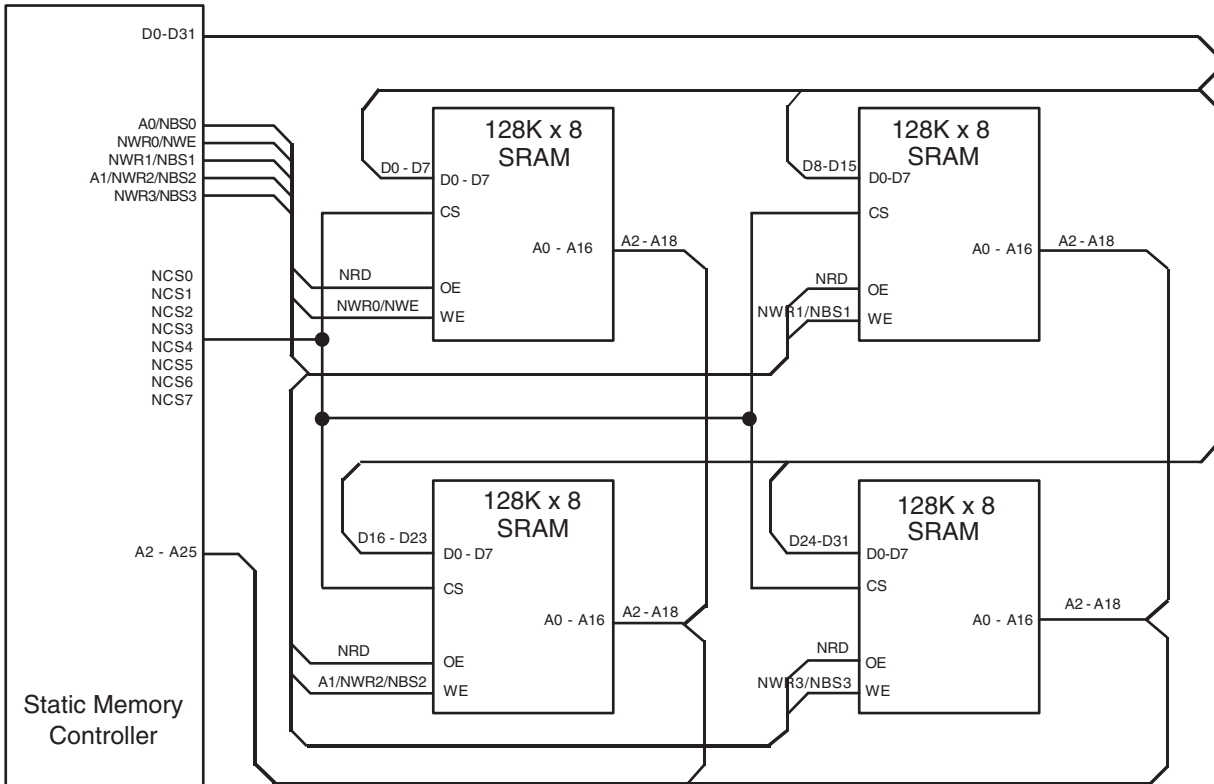 D0-D31
A0/NBS0
NWR0/NWE
NWR1/NBS1
A1/NWR2/NBS2
NWR3/NBS3
NCS0
NCS1
NCS2
NCS3
NCS4
NCS5
NCS6
NCS7
A2 - A25
Static Memory
Controller
128K x 8
SRAM
D0 - D7
D0 - D7
CS
A0 - A16
A2 - A18
NRD
OE
NWR0/NWE
WE
128K x 8
SRAM
D8-D15
D0-D7
CS
A0 - A16
A2 - A18
NRD
OE
NWR1/NBS1
WE
128K x 8
SRAM
D16 - D23
D0 - D7
CS
A0 - A16
A2 - A18
NRD
OE
A1/NWR2/NBS2
WE
128K x 8
SRAM
D24-D31
D0-D7
CS
A0 - A16
A2 - A18
NRD
OE
NWR3/NBS3
WE